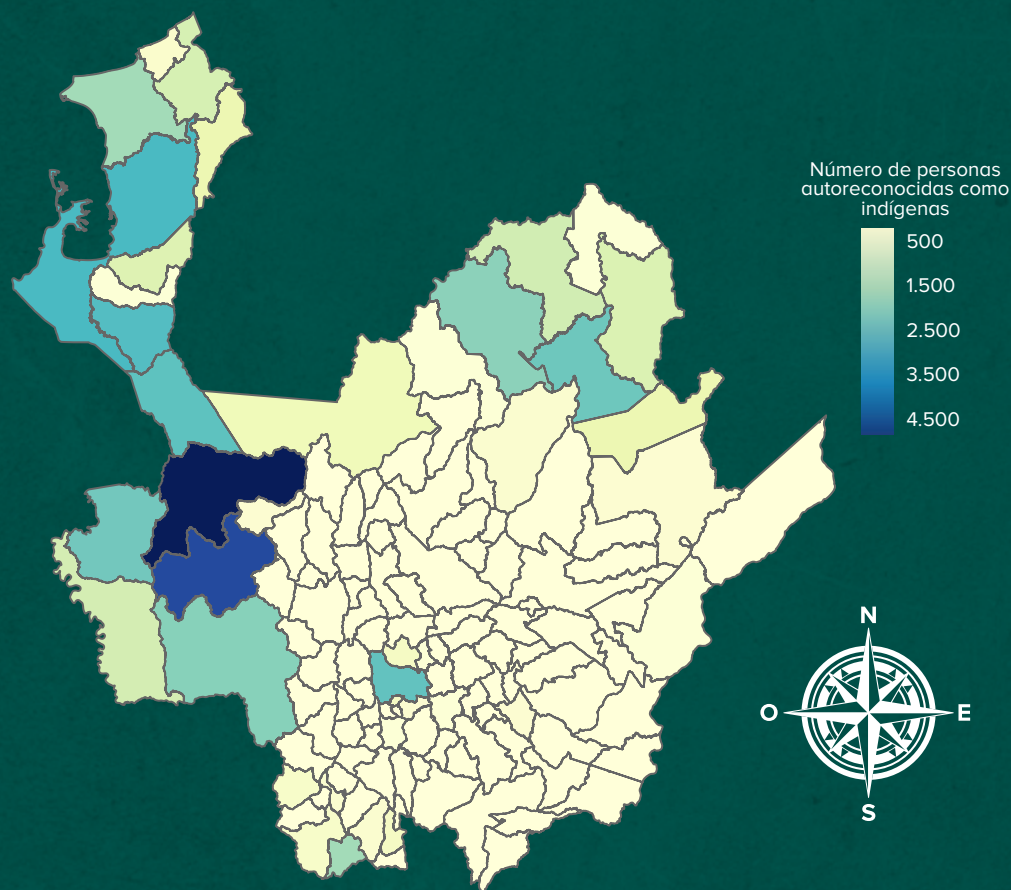 Número de personas
autoreconocidas como
indígenas
500
1.500
2.500
3.500
4.500
N
O
E
S